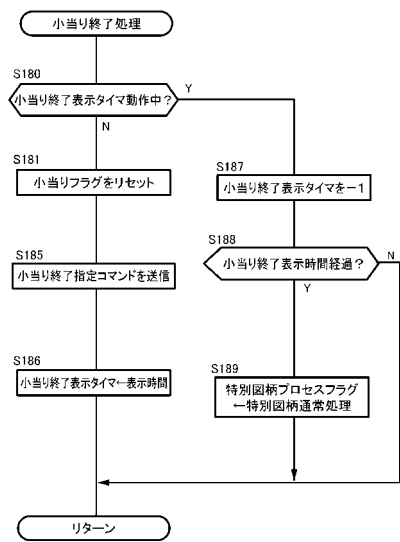 小当り終了処理
S180
小当り終了表示タイマ動作中?
Y
N
S181
小当りフラグをリセット
S185
小当り終了指定コマンドを送信
S186
小当り終了表示タイマ←表示時間
S187
小当り終了表示タイマを－1
S188
小当り終了表示時間経過?
N
Y
S189
特別図柄プロセスフラグ
←特別図柄通常処理
リターン